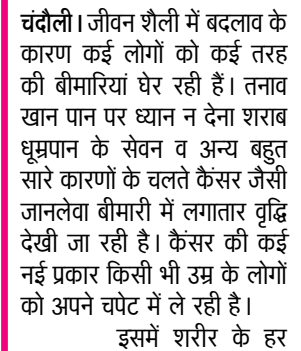 चंदौली। जीवन शैली में बदलाव के
कारण कई लोगों को कई तरह
की बीमारियां घेर रही हैं। तनाव
खान पान पर ध्यान न देना शराब
धूम्रपान के सेवन व अन्य बहुत
सारे कारणों के चलते कैंसर जैसी
जानलेवा बीमारी में लगातार वृद्धि
देखी जा रही है। कैंसर की कई
नई प्रकार किसी भी उम्र के लोगों
को अपने चपेट में ले रही है।
इसमें शरीर के हर